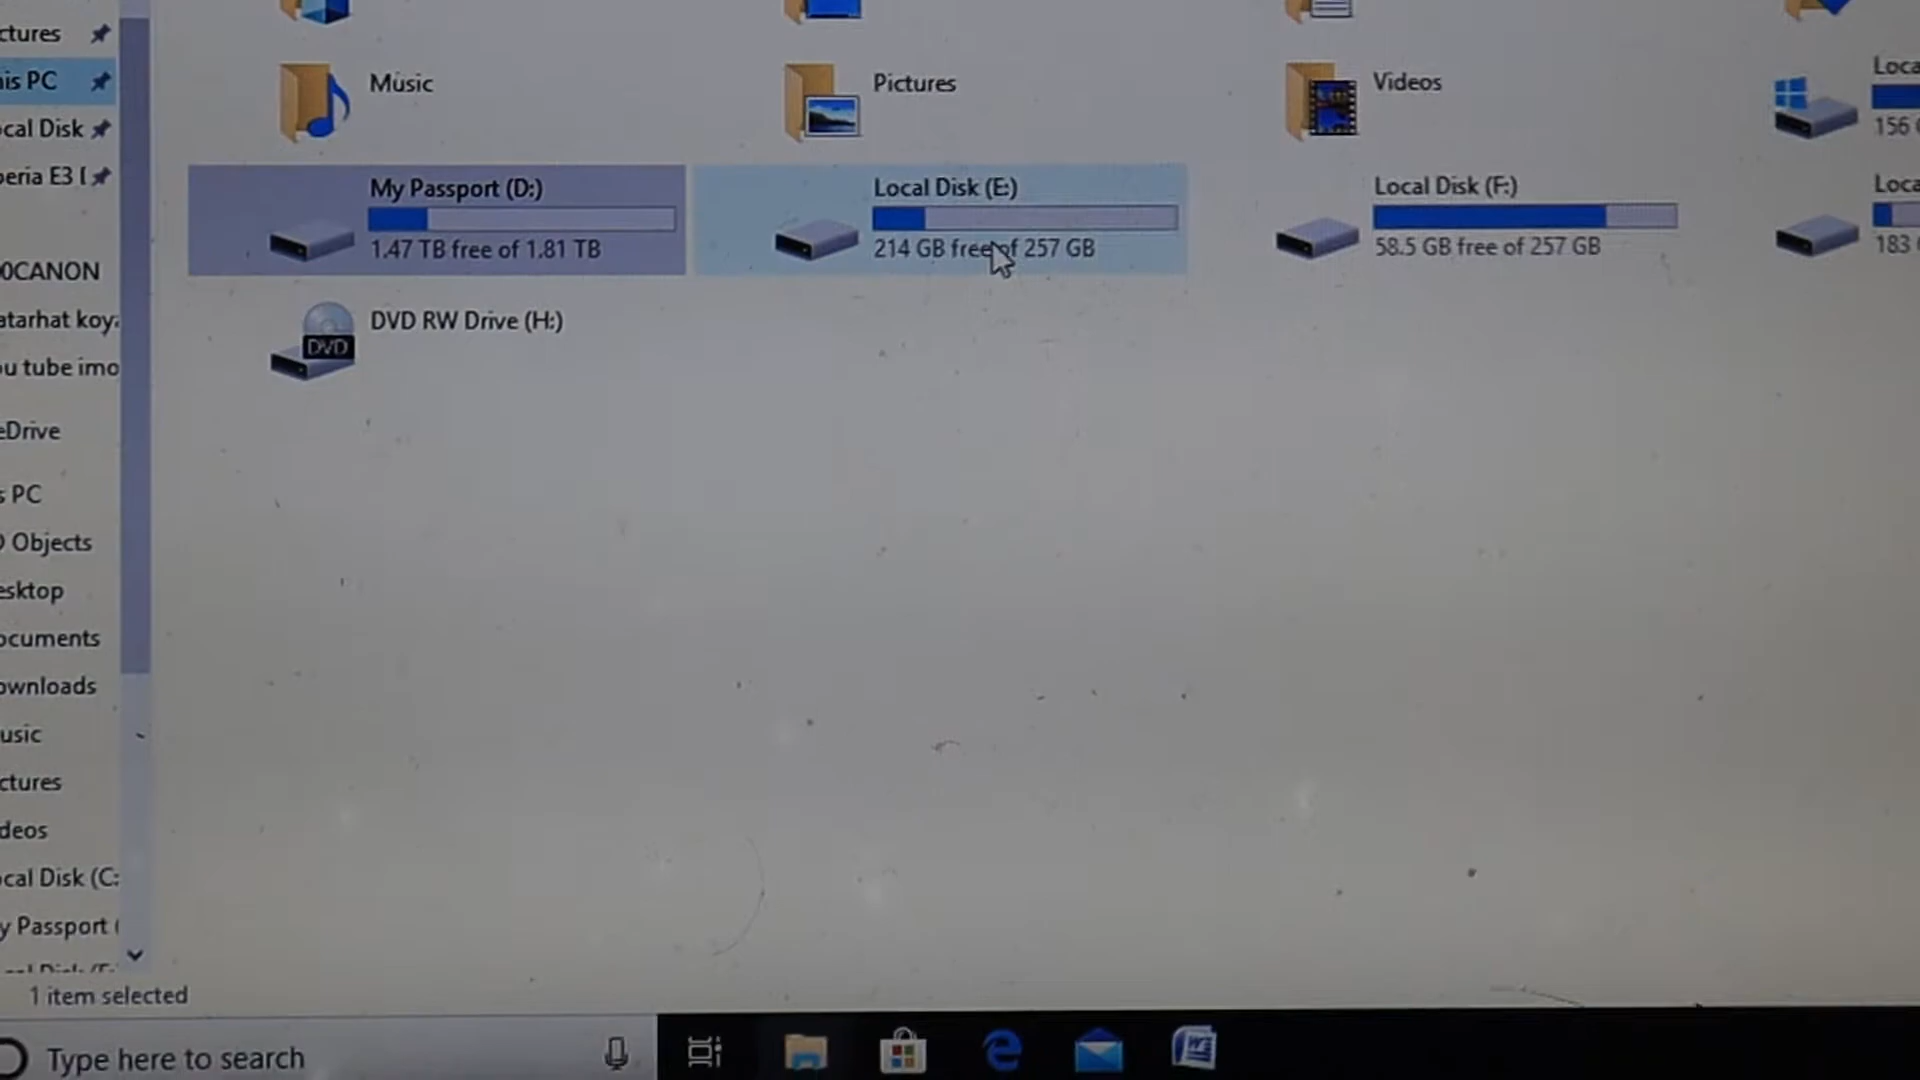 ctures
his PC
cal Disk
peria E3 [
0CANON
atarhat koy
ou tube imo
eDrive
s PC
D Objects
esktop
ocuments
ownloads
usic
ctures
deos
cal Disk (C:
y Passport (
Music
Pictures
Videos
Loca
156 G
My Passport (D:)
1.47 TB free of 1.81 TB
Local Disk (E:)
214 GB free of 257 GB
Local Disk (F:)
58.5 GB free of 257 GB
Loca
183
DVD RW Drive (H:)
DVD
1 item selected
Type here to search